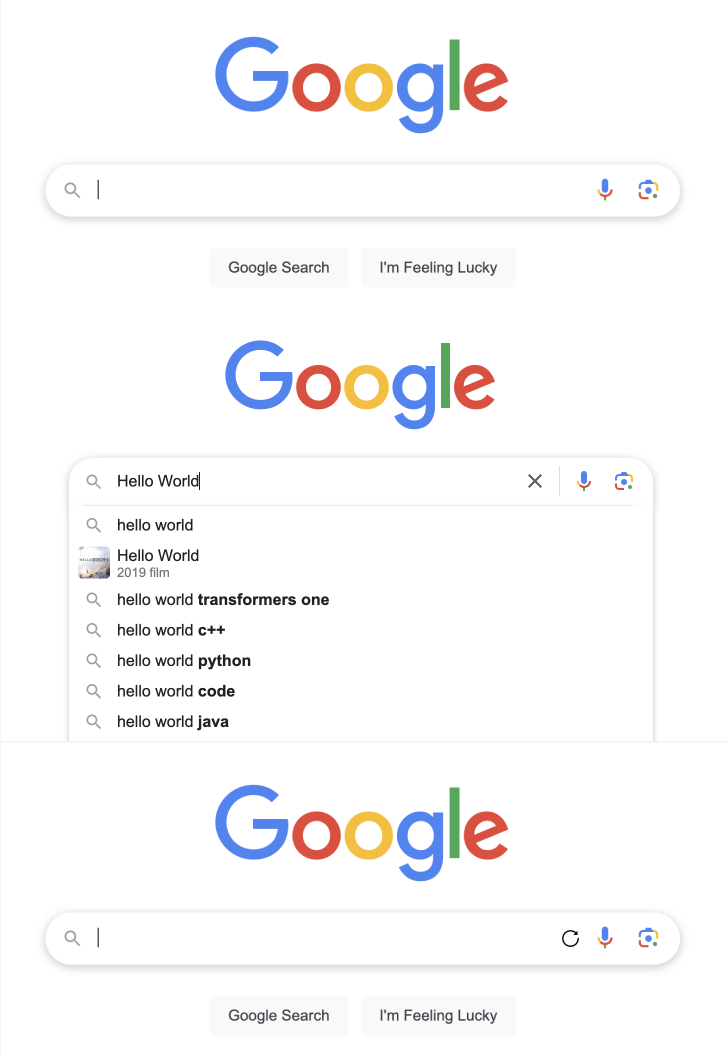 Google
Google Search
I'm Feeling Lucky
Google
Hello World
hello world
Hello World
2019 film
hello world transformers one
hello world c++
hello world python
hello world code
hello world java
Google
Google Search
I'm Feeling Lucky